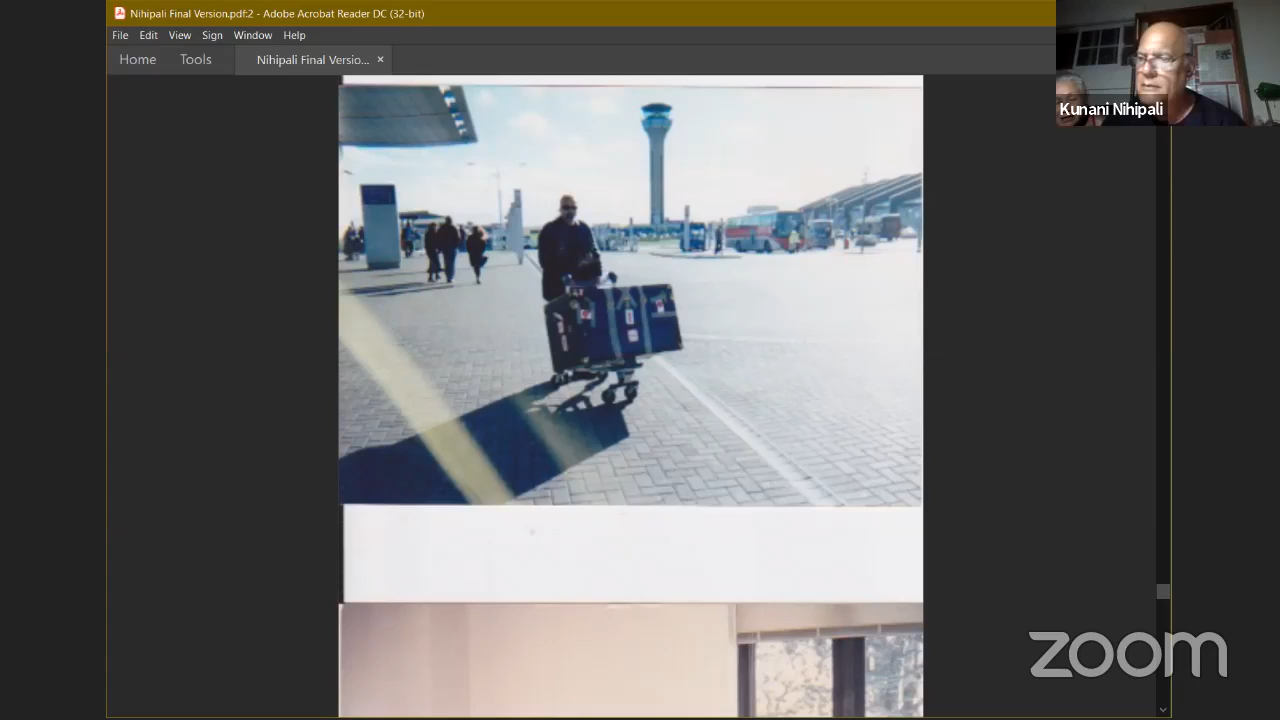 Nihipali Final Version.pdf:2 - Adobe Acrobat Reader DC (32-bit)
File Edit View Sign Window Help
Home Tools Nihipali Final Versio... ×
Kunani Nihipali
zoom